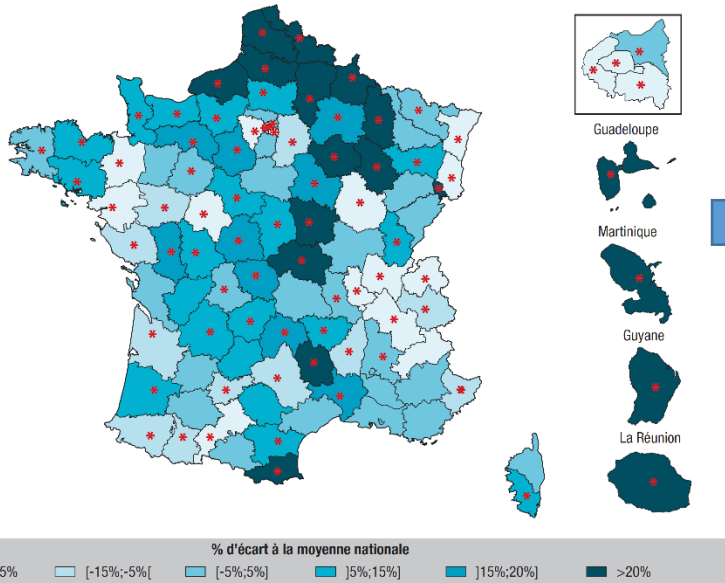 Guadeloupe
Martinique
Guyane
La Réunion
% d'écart à la moyenne nationale
5% [-15%;-5%[ [-5%;5%] ]5%;15%] ]15%;20%] >20%